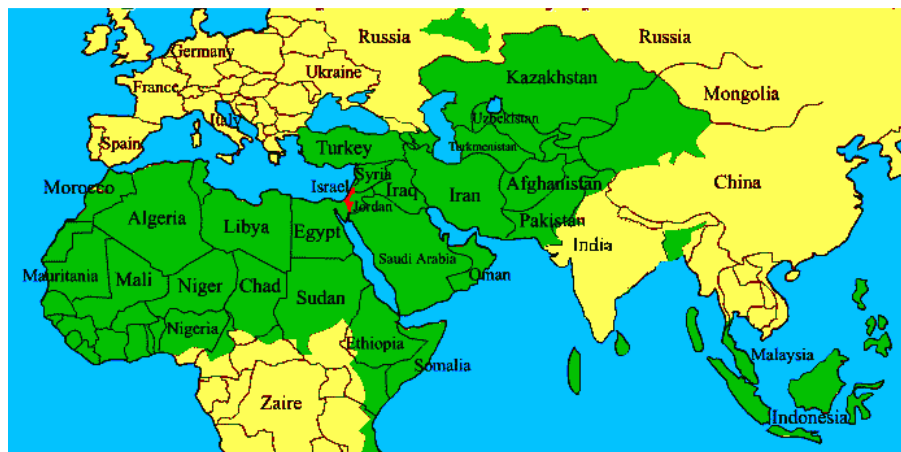 Russia
Russia
Germany
Ukraine
Kazakhstan
France
Mongolia
Italy
Uzbekistan
Spain
Turkey
Turkmenistan
Syria
China
Morocco
Israel
Iraq
Iran
Afghanistan
Jordan
Algeria
Libya
Egypt
Pakistan
India
Saudi Arabia
Mauritania
Mali
Niger
Chad
Oman
Sudan
Nigeria
Ethiopia
Somalia
Malaysia
Zaire
Indonesia